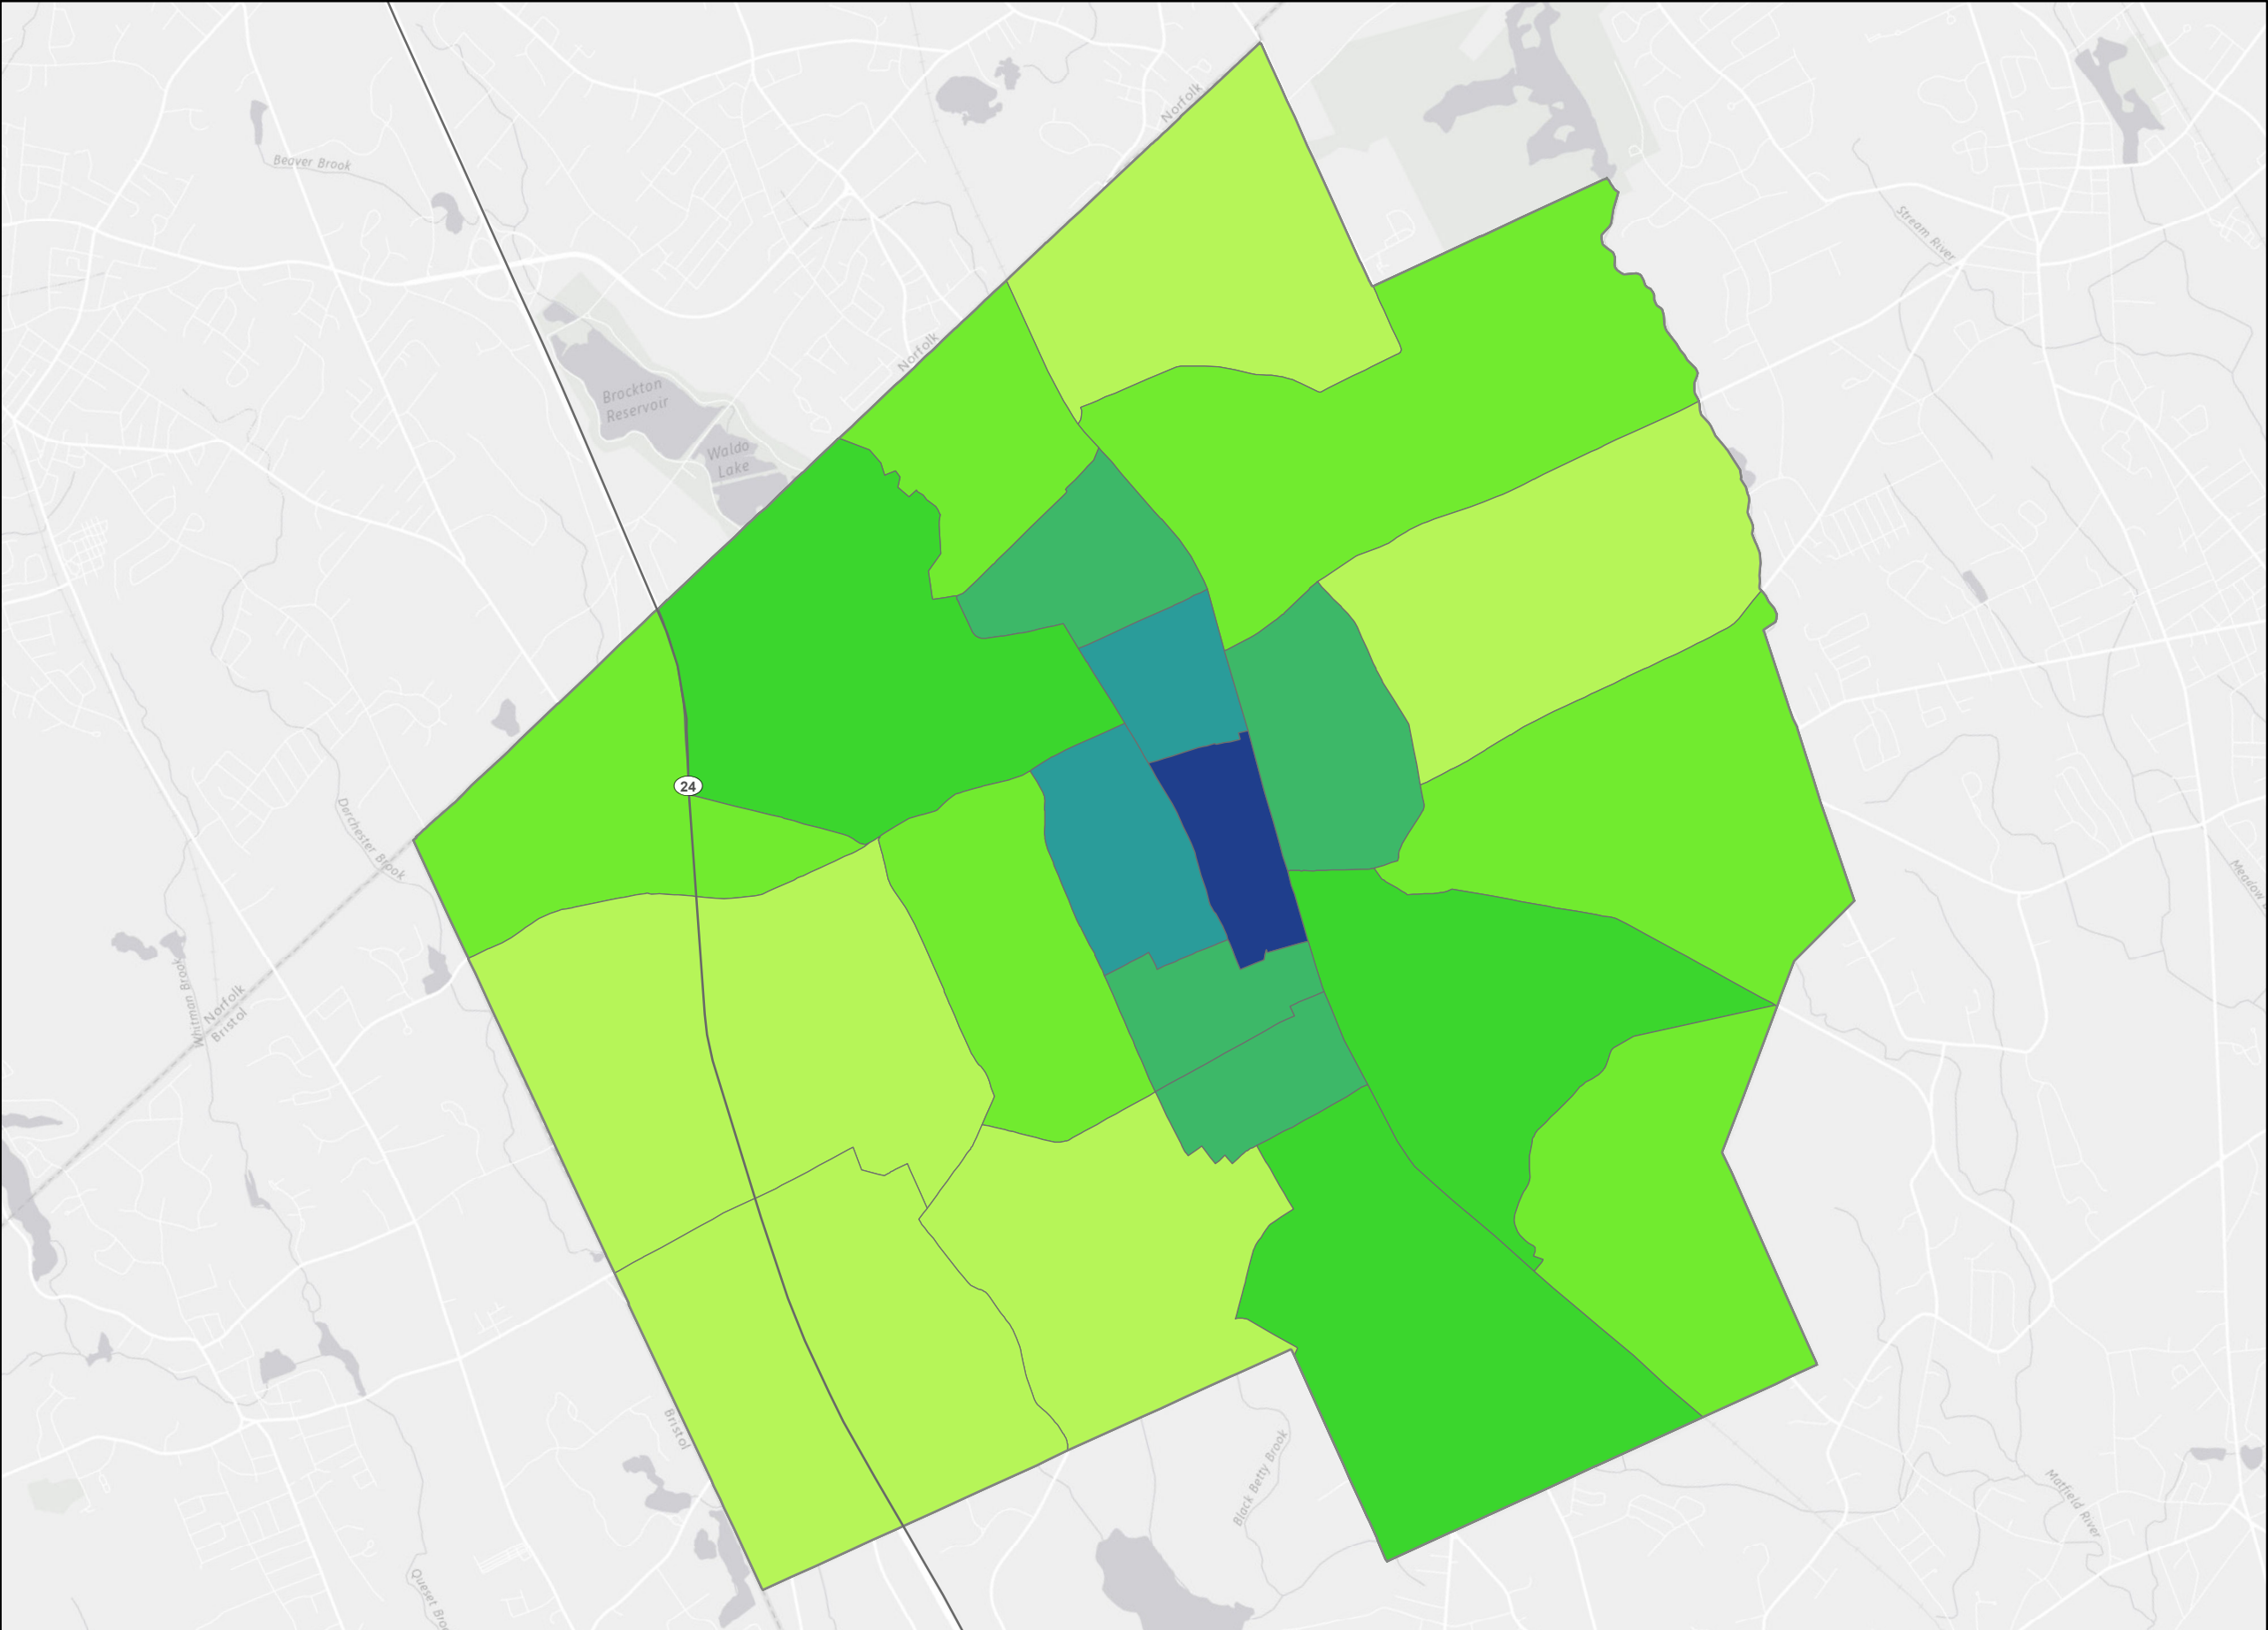 Norfolk
Beaver Brook
Stream River
Norfolk
Brockton
Reservoir
Waldo
Lake
24
Dorchester Brook
Meadow
Whitman Brook
Norfolk
Bristol
Bristol
Black Betty Brook
Matfield River
Queset Broo